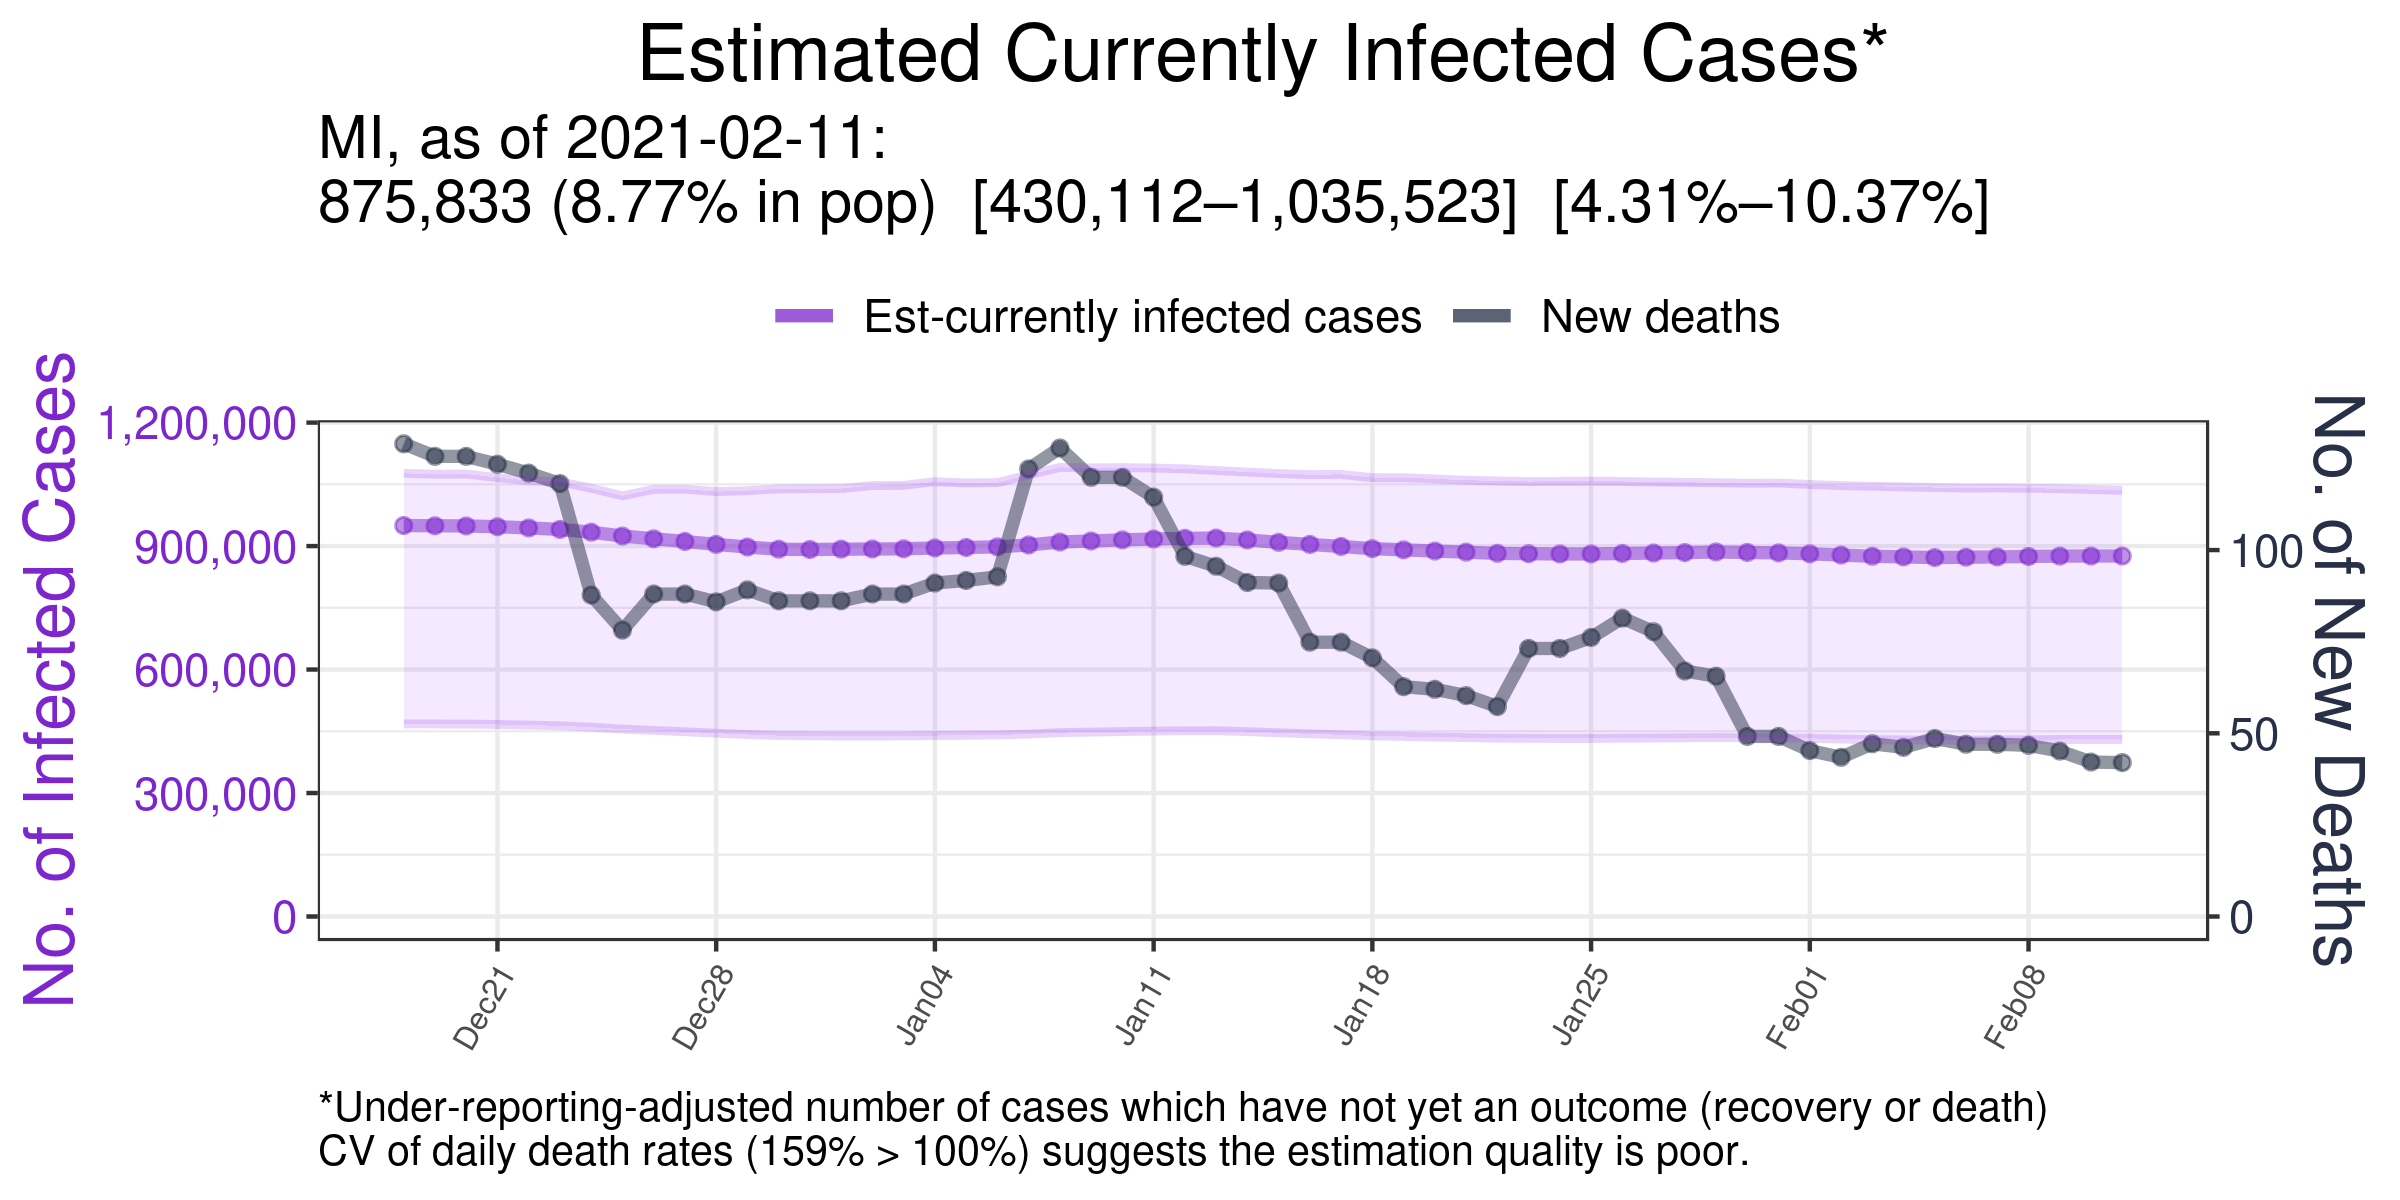 Estimated Currently Infected Cases*
MI, as of 2021-02-11:
875,833 (8.77% in pop)  [430,112–1,035,523]  [4.31%–10.37%]
Est-currently infected cases
New deaths
No. of Infected Cases
1,200,000
900,000
600,000
300,000
0
No. of New Deaths
100
50
0
Dec21
Dec28
Jan04
Jan11
Jan18
Jan25
Feb01
Feb08
*Under-reporting-adjusted number of cases which have not yet an outcome (recovery or death)
CV of daily death rates (159% > 100%) suggests the estimation quality is poor.